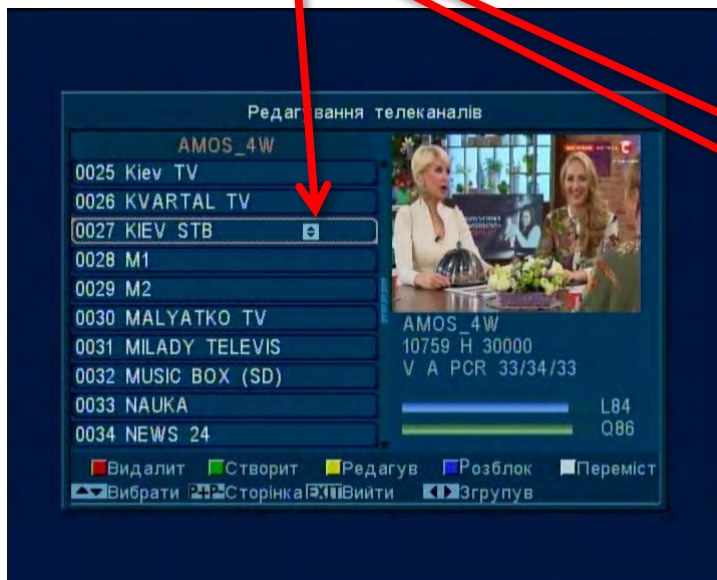 Редагування телеканалів
AMOS_4W
0025 Kiev TV
0026 KVARTAL TV
0027 KIEV STB
0028 M1
0029 M2
0030 MALYATKO TV
0031 MILADY TELEVIS
0032 MUSIC BOX (SD)
0033 NAUKA
0034 NEWS 24
AMOS_4W
10759 H 30000
V A PCR 33/34/33
L84
Q86
Видалит Створит Редагув Розблок Переміст
Вибрати P+P- Сторінка EXIT Вийти Згрупув